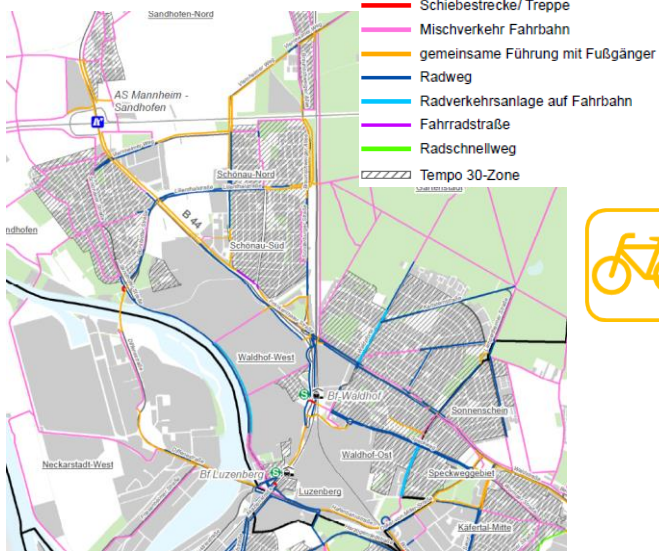 Schiebestrecke/ Treppe
Mischverkehr Fahrbahn
gemeinsame Führung mit Fußgänger
Radweg
Radverkehrsanlage auf Fahrbahn
Fahrradstraße
Radschnellweg
Tempo 30-Zone
Sandhofen-Nord
AS Mannheim -
Sandhofen
Schönau-Nord
Gartenstadt
ndhofen
B 44
Schönau-Süd
Waldhof-West
S
Bf-Waldhof
Sonnenschein
Waldhof-Ost
Neckarstadt-West
Bf Luzenberg
S
Speckweggebiet
Luzenberg
Käfertal-Mitte